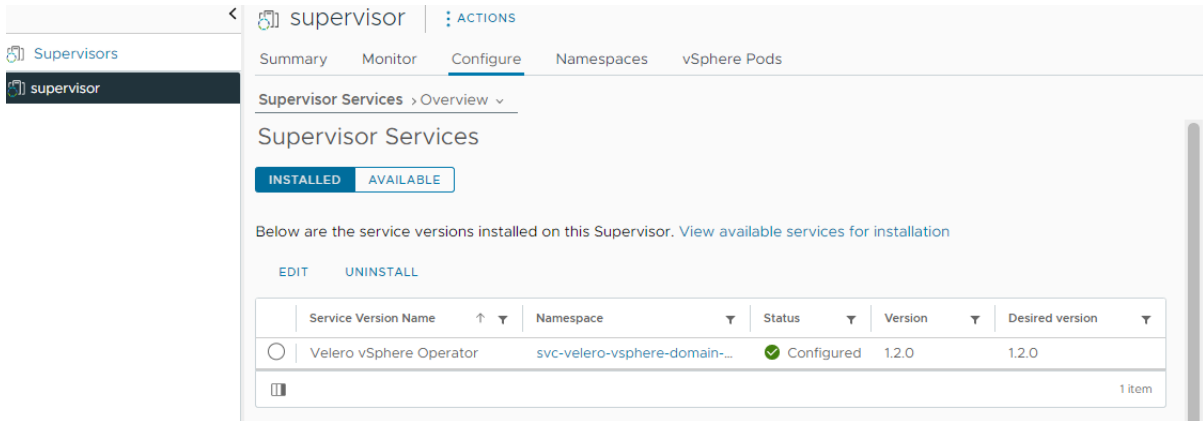 supervisor ACTIONS
Supervisors
supervisor
Summary Monitor Configure Namespaces vSphere Pods
Supervisor Services > Overview
Supervisor Services
INSTALLED AVAILABLE
Below are the service versions installed on this Supervisor. View available services for installation
EDIT UNINSTALL
Service Version Name Namespace Status Version Desired version
Velero vSphere Operator svc-velero-vsphere-domain-... Configured 1.2.0 1.2.0
1 item